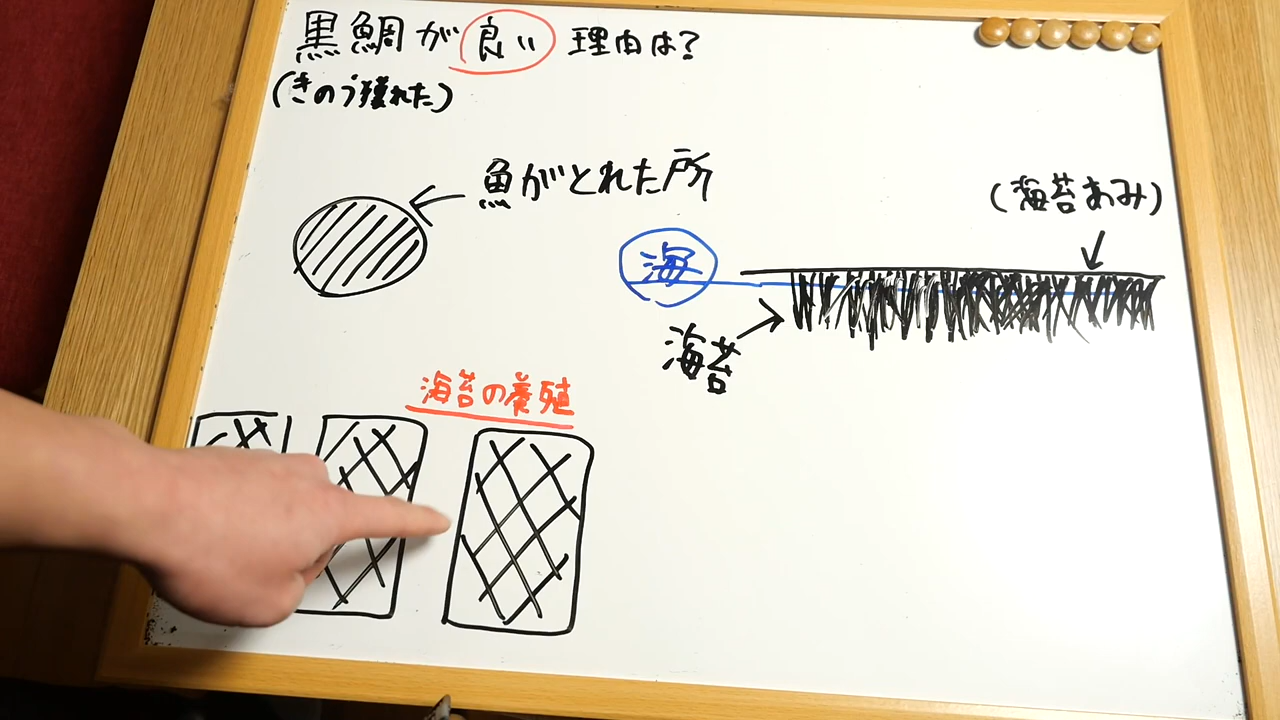 黒鯛が良い理由は?
(きのう獲れた)
魚がとれた所
(海苔あみ)
海
海苔
海苔の養殖